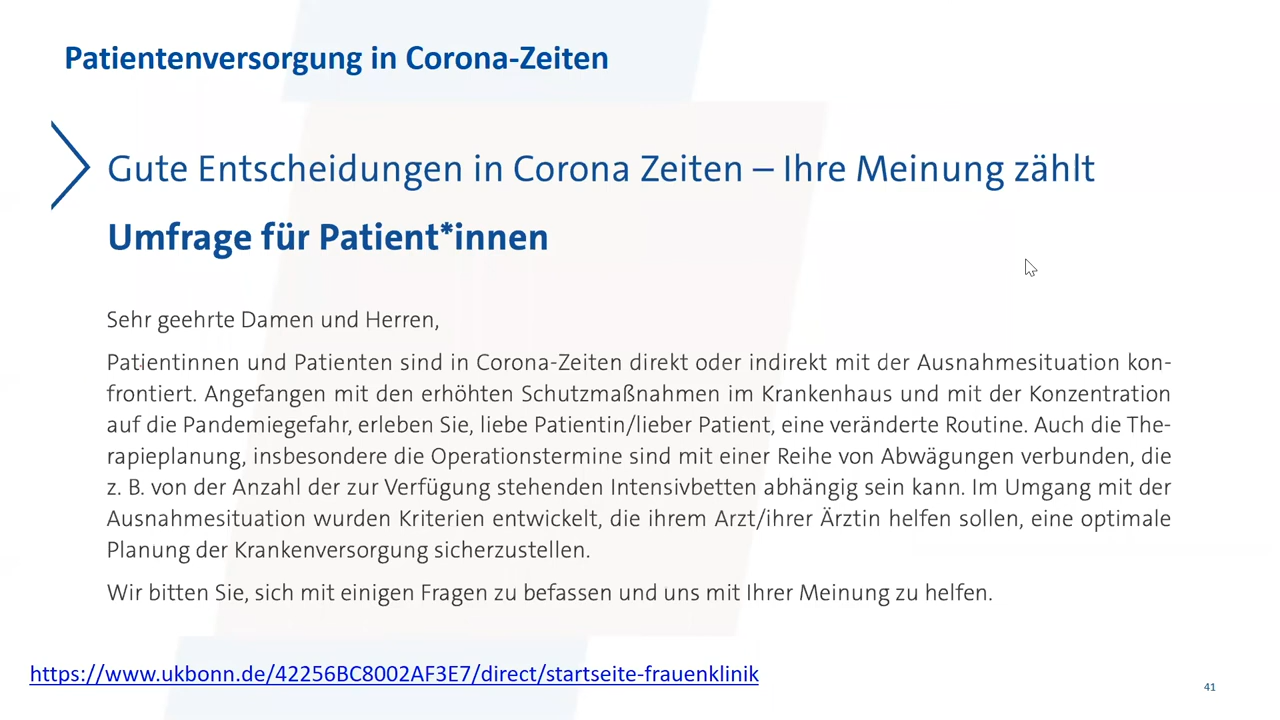 Patientenversorgung in Corona-Zeiten
Gute Entscheidungen in Corona Zeiten – Ihre Meinung zählt
Umfrage für Patient*innen
Sehr geehrte Damen und Herren,
Patientinnen und Patienten sind in Corona-Zeiten direkt oder indirekt mit der Ausnahmesituation kon-
frontiert. Angefangen mit den erhöhten Schutzmaßnahmen im Krankenhaus und mit der Konzentration
auf die Pandemiegefahr, erleben Sie, liebe Patientin/lieber Patient, eine veränderte Routine. Auch die The-
rapieplanung, insbesondere die Operationstermine sind mit einer Reihe von Abwägungen verbunden, die
z. B. von der Anzahl der zur Verfügung stehenden Intensivbetten abhängig sein kann. Im Umgang mit der
Ausnahmesituation wurden Kriterien entwickelt, die ihrem Arzt/ihrer Ärztin helfen sollen, eine optimale
Planung der Krankenversorgung sicherzustellen.
Wir bitten Sie, sich mit einigen Fragen zu befassen und uns mit Ihrer Meinung zu helfen.
https://www.ukbonn.de/42256BC8002AF3E7/direct/startseite-frauenklinik
41